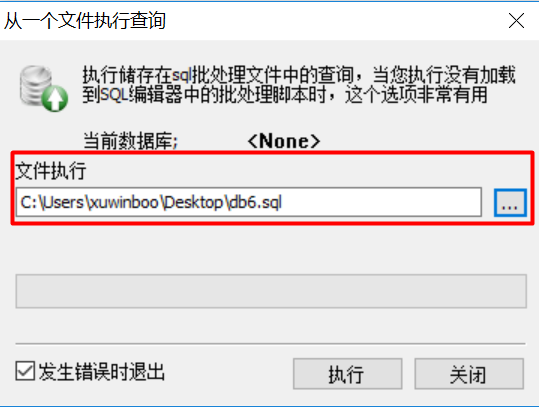 从一个文件执行查询
执行储存在sql批处理文件中的查询，当您执行没有加载
到SQL编辑器中的批处理脚本时，这个选项非常有用
当前数据库; <None>
文件执行
C:\Users\xuwinboo\Desktop\db6.sql ...
发生错误时退出 执行 关闭